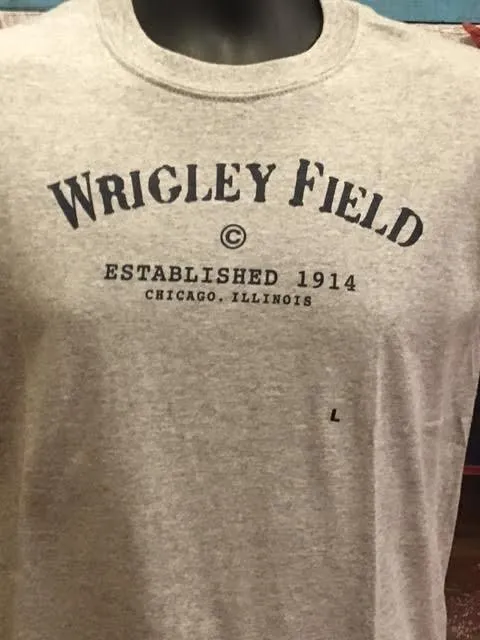 WRIGLEY FIELD
©
ESTABLISHED 1914
CHICAGO, ILLINOIS
L